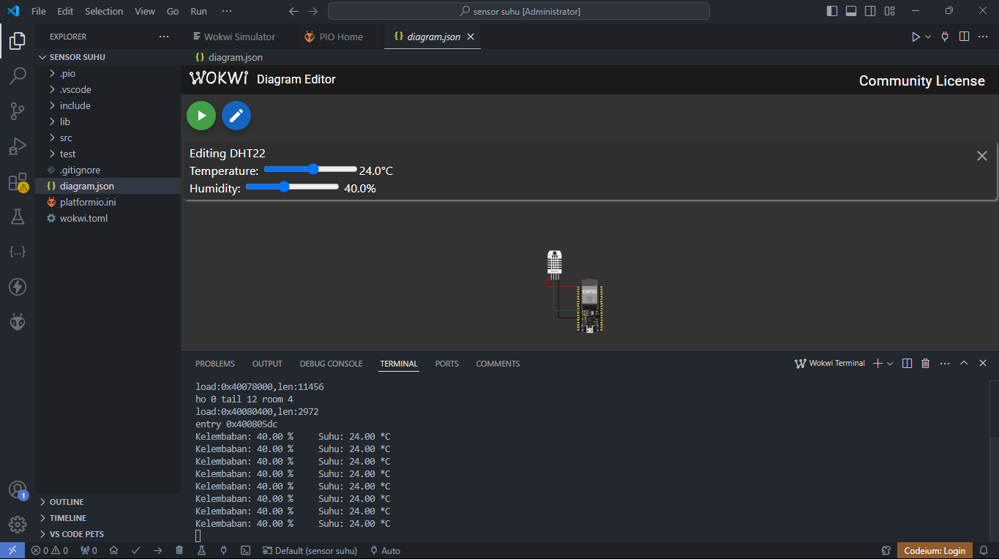 File Edit Selection View Go Run ··· sensor suhu [Administrator]
EXPLORER ···
Wokwi Simulator PIO Home {} diagram.json
SENSOR SUHU
.pio
.vscode
include
lib
src
test
.gitignore
{} diagram.json
platformio.ini
wokwi.toml
OUTLINE
TIMELINE
VS CODE PETS
{} diagram.json
WOKWI Diagram Editor Community License
Editing DHT22
Temperature: 24.0°C
Humidity: 40.0%
ESP32
PROBLEMS OUTPUT DEBUG CONSOLE TERMINAL PORTS COMMENTS Wokwi Terminal
load:0x40078000,len:11456
ho 0 tail 12 room 4
load:0x40080400,len:2972
entry 0x400805dc
Kelembaban: 40.00 % Suhu: 24.00 *C
Kelembaban: 40.00 % Suhu: 24.00 *C
Kelembaban: 40.00 % Suhu: 24.00 *C
Kelembaban: 40.00 % Suhu: 24.00 *C
Kelembaban: 40.00 % Suhu: 24.00 *C
Kelembaban: 40.00 % Suhu: 24.00 *C
Kelembaban: 40.00 % Suhu: 24.00 *C
Kelembaban: 40.00 % Suhu: 24.00 *C
1
0 0 0 Default (sensor suhu) Auto Codeium: Login